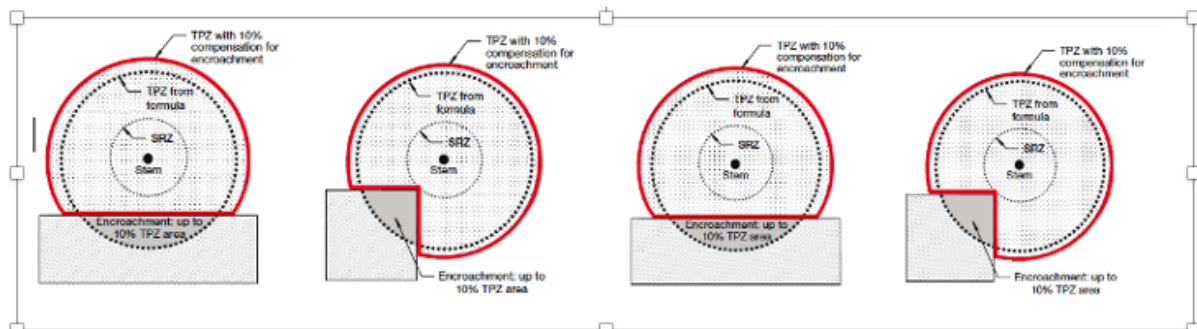 TPZ with 10%
compensation for
encroachment
TPZ from
formula
SRZ
Stem
Encroachment: up to
10% TPZ area
TPZ with 10%
compensation for
encroachment
TPZ from
formula
SRZ
Stem
Encroachment: up to
10% TPZ area
TPZ with 10%
compensation for
encroachment
TPZ from
formula
SRZ
Stem
Encroachment: up to
10% TPZ area
TPZ with 10%
compensation for
encroachment
TPZ from
formula
SRZ
Stem
Encroachment: up to
10% TPZ area